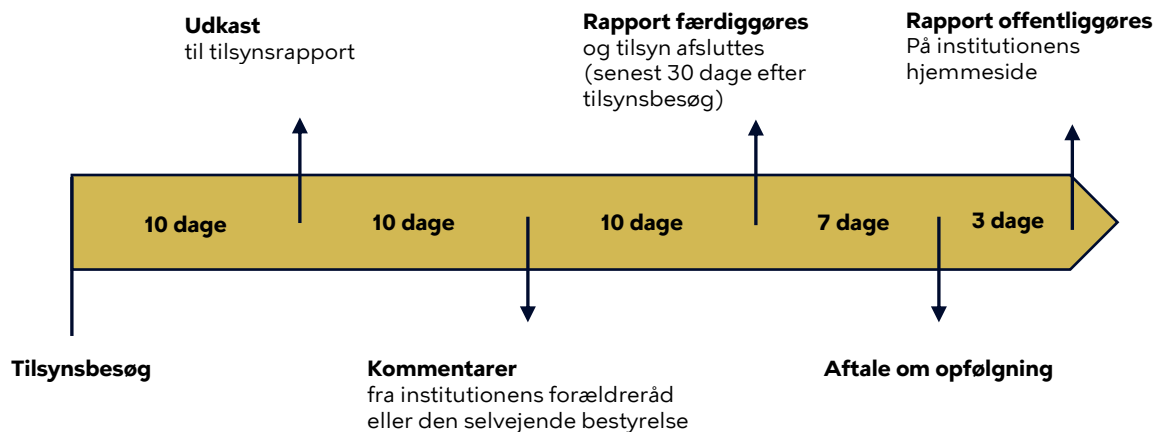 Udkast
til tilsynsrapport
Rapport færdiggøres
og tilsyn afsluttes
(senest 30 dage efter
tilsynsbesøg)
Rapport offentliggøres
På institutionens
hjemmeside
10 dage
10 dage
10 dage
7 dage
3 dage
Tilsynsbesøg
Kommentarer
fra institutionens forældreråd
eller den selvejende bestyrelse
Aftale om opfølgning